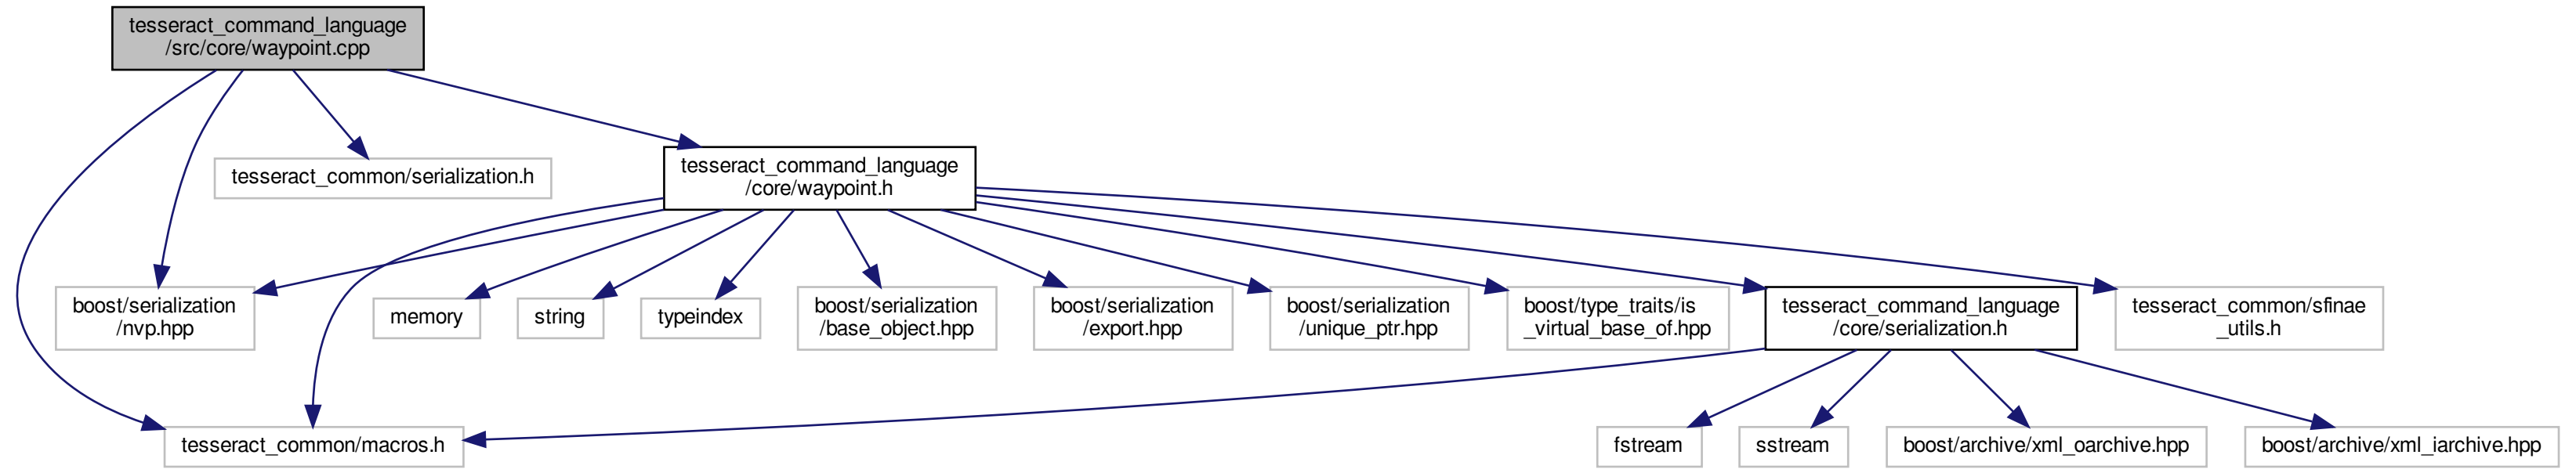 tesseract_command_language
/src/core/waypoint.cpp
tesseract_common/serialization.h
tesseract_command_language
/core/waypoint.h
boost/serialization
/nvp.hpp
memory
string
typeindex
boost/serialization
/base_object.hpp
boost/serialization
/export.hpp
boost/serialization
/unique_ptr.hpp
boost/type_traits/is
_virtual_base_of.hpp
tesseract_command_language
/core/serialization.h
tesseract_common/sfinae
_utils.h
tesseract_common/macros.h
fstream
sstream
boost/archive/xml_oarchive.hpp
boost/archive/xml_iarchive.hpp